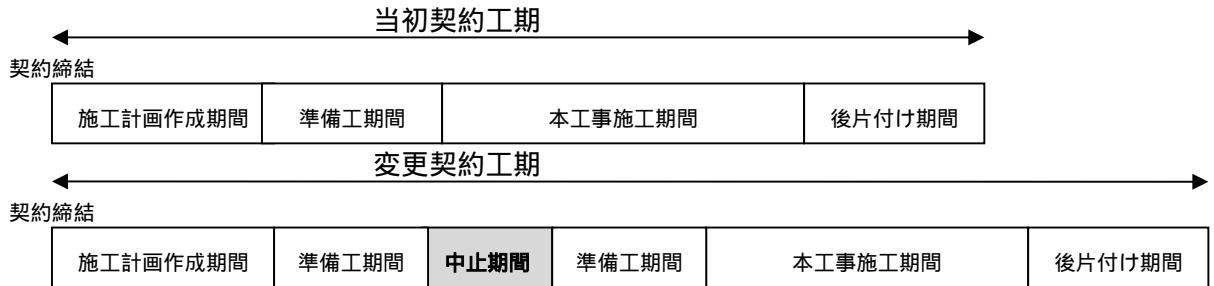 当初契約工期
契約締結
施工計画作成期間 準備工期間 本工事施工期間 後片付け期間
変更契約工期
契約締結
施工計画作成期間 準備工期間 中止期間 準備工期間 本工事施工期間 後片付け期間